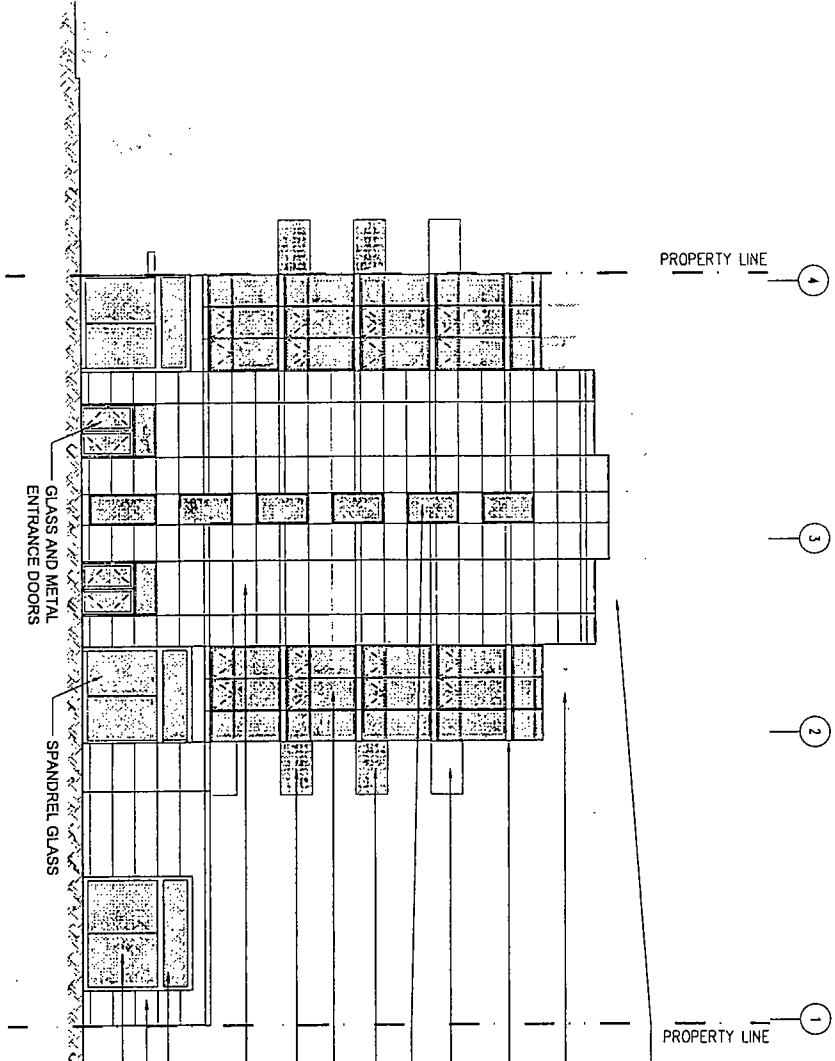 PROPERTY LINE
4
3
2
1
PROPERTY LINE
GLASS AND METAL
ENTRANCE DOORS
SPANDREL GLASS